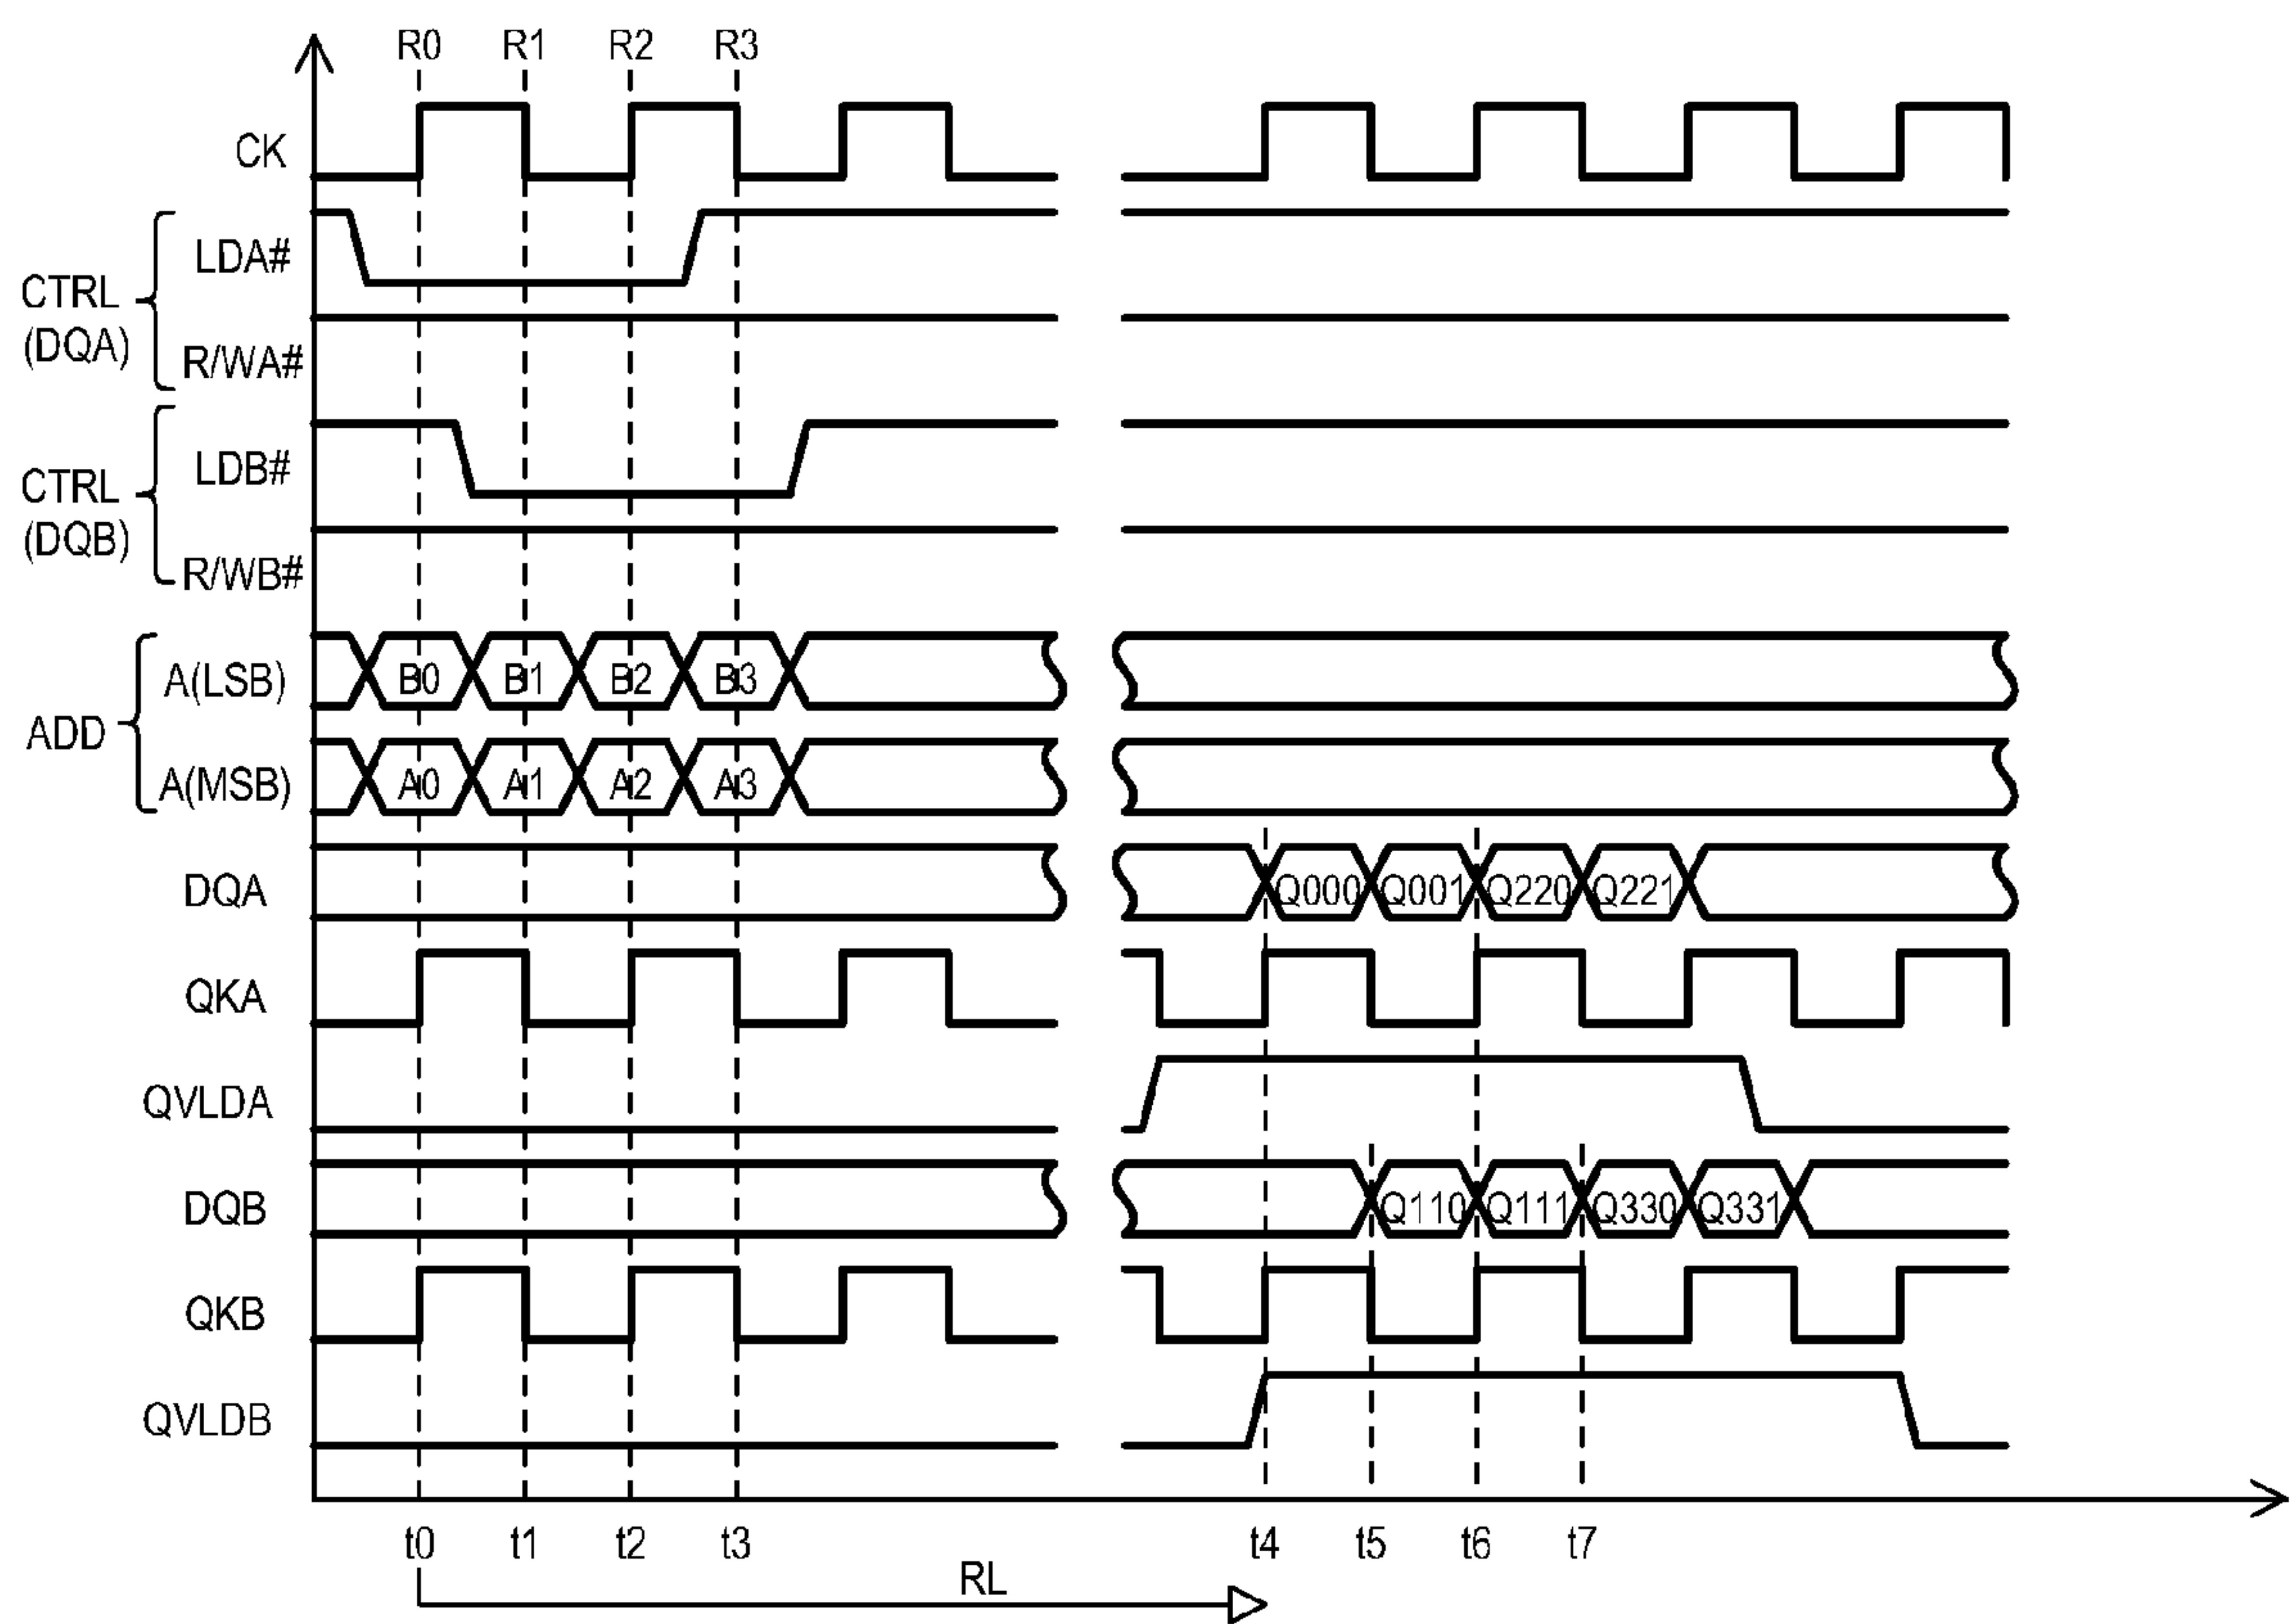 R0 R1 R2 R3
CK
CTRL
(DQA)
LDA#
R/WA#
CTRL
(DQB)
LDB#
R/WB#
ADD
A(LSB) B0 B1 B2 B3
A(MSB) A0 A1 A2 A3
DQA Q000 Q001 Q220 Q221
QKA
QVLDA
DQB Q110 Q111 Q330 Q331
QKB
QVLDB
t0 t1 t2 t3 t4 t5 t6 t7
RL